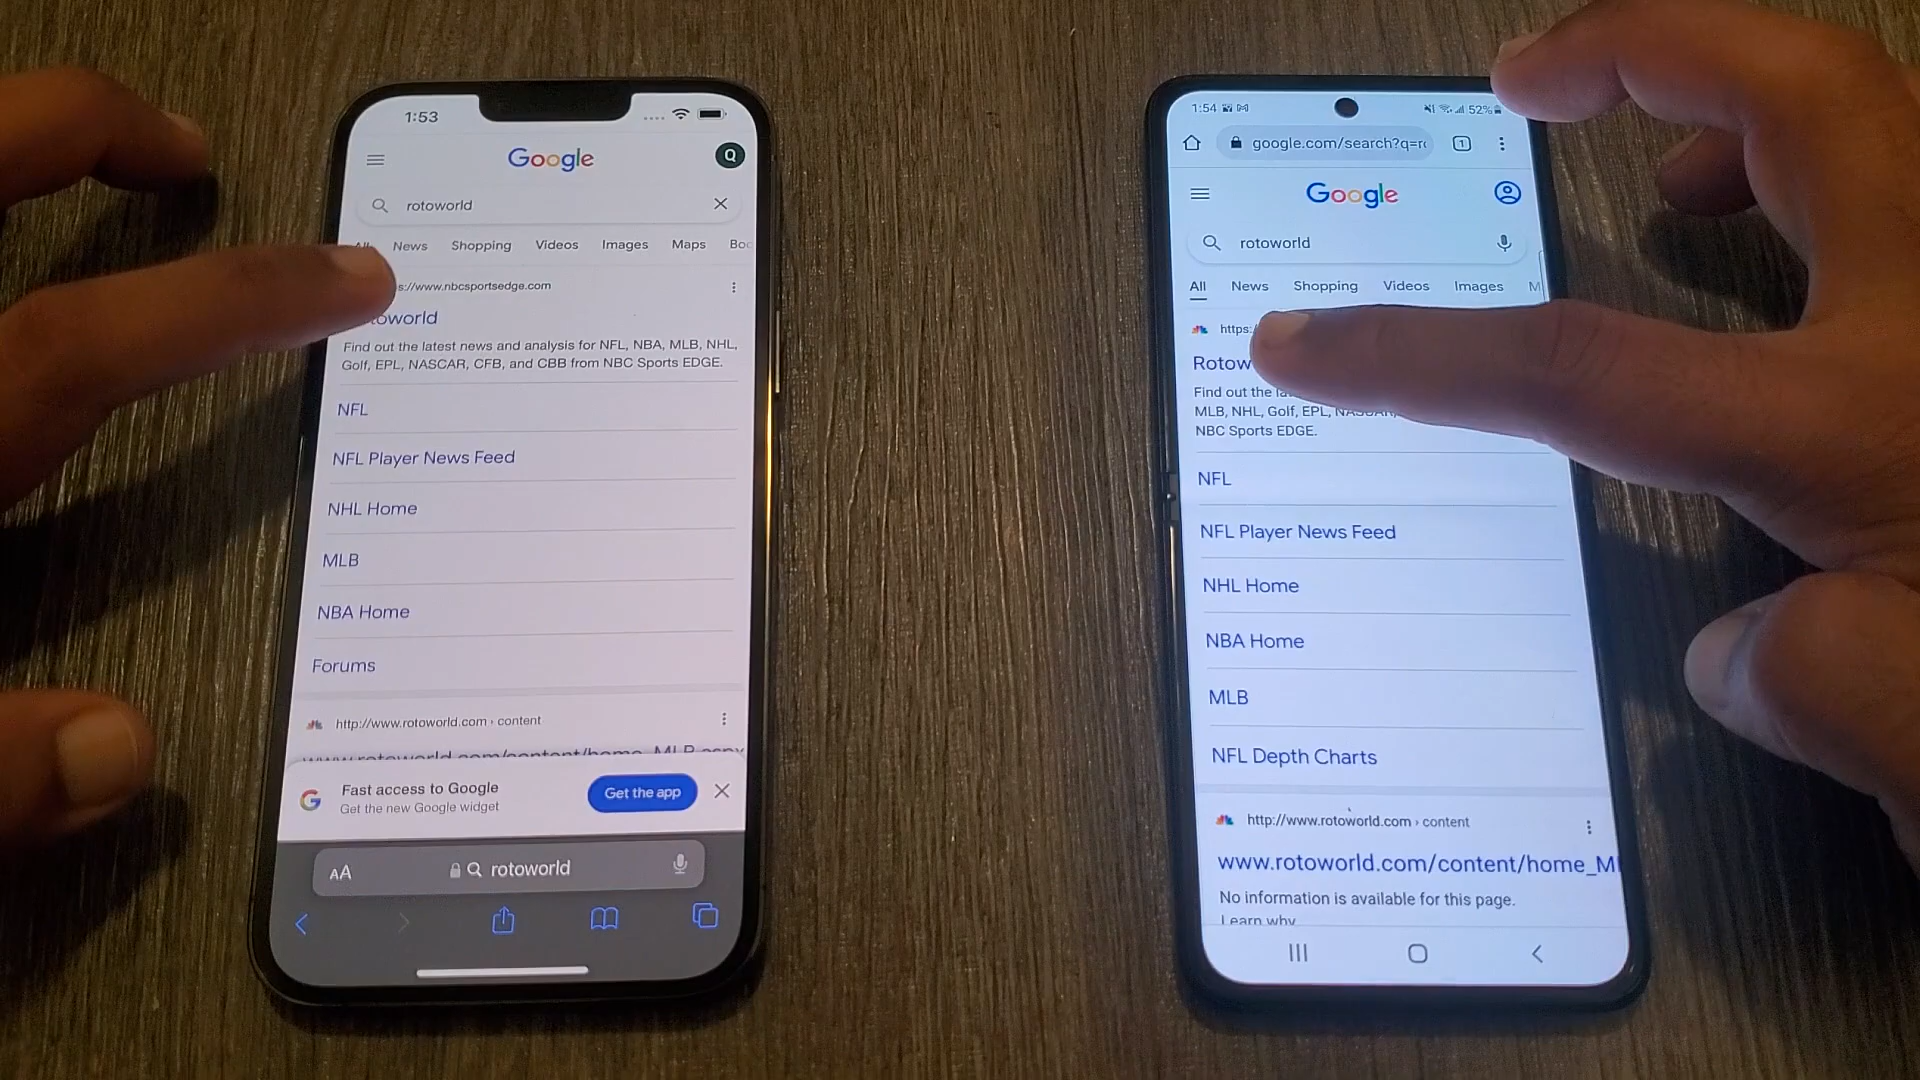 1:53
Google
Q
rotoworld
News Shopping Videos Images Maps
s://www.nbcsportsedge.com
oworld
Find out the latest news and analysis for NFL, NBA, MLB, NHL,
Golf, EPL, NASCAR, CFB, and CBB from NBC Sports EDGE.
NFL
NFL Player News Feed
NHL Home
MLB
NBA Home
Forums
http://www.rotoworld.com › content
www.rotoworld.com/content/home_MLB.aspx
G
Fast access to Google
Get the new Google widget
Get the app
AA
rotoworld
1:54
52%
google.com/search?q=r
1
Google
rotoworld
All News Shopping Videos Images M
https:/
Rotow
Find out the la
MLB, NHL, Golf, EPL, NASCAR,
NBC Sports EDGE.
NFL
NFL Player News Feed
NHL Home
NBA Home
MLB
NFL Depth Charts
http://www.rotoworld.com › content
www.rotoworld.com/content/home_M
No information is available for this page.
Learn why